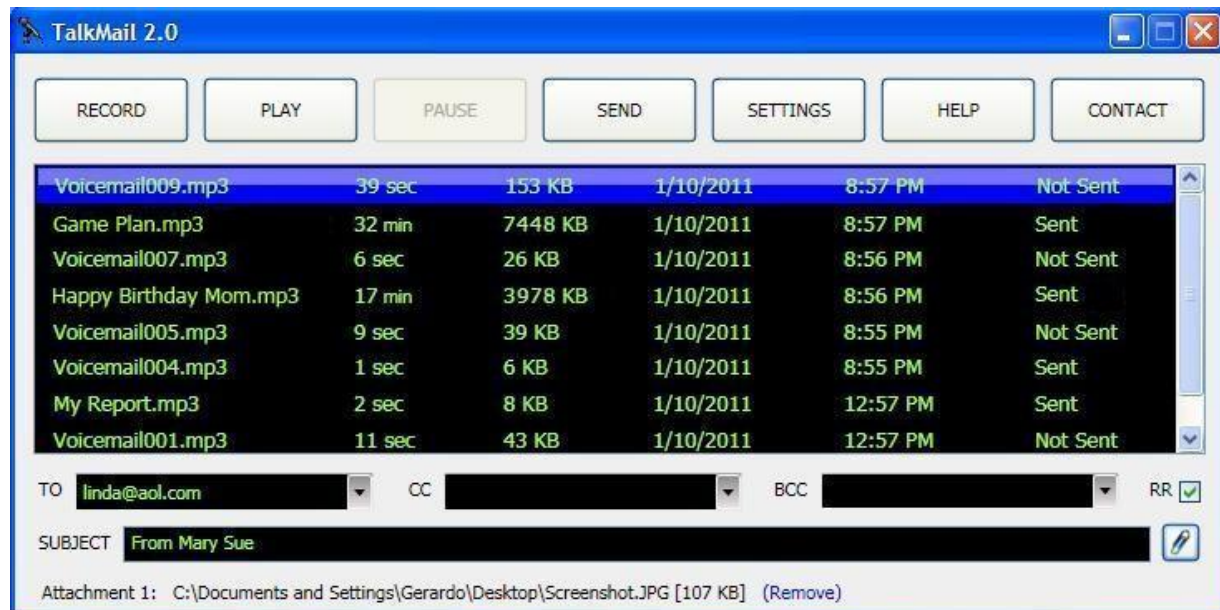 TalkMail 2.0
RECORD PLAY PAUSE SEND SETTINGS HELP CONTACT
Voicemail009.mp3 39 sec 153 KB 1/10/2011 8:57 PM Not Sent
Game Plan.mp3 32 min 7448 KB 1/10/2011 8:57 PM Sent
Voicemail007.mp3 6 sec 26 KB 1/10/2011 8:56 PM Not Sent
Happy Birthday Mom.mp3 17 min 3978 KB 1/10/2011 8:56 PM Sent
Voicemail005.mp3 9 sec 39 KB 1/10/2011 8:55 PM Not Sent
Voicemail004.mp3 1 sec 6 KB 1/10/2011 8:55 PM Sent
My Report.mp3 2 sec 8 KB 1/10/2011 12:57 PM Sent
Voicemail001.mp3 11 sec 43 KB 1/10/2011 12:57 PM Not Sent
TO linda@aol.com CC BCC RR
SUBJECT From Mary Sue
Attachment 1: C:\Documents and Settings\Gerardo\Desktop\Screenshot.JPG [107 KB] (Remove)